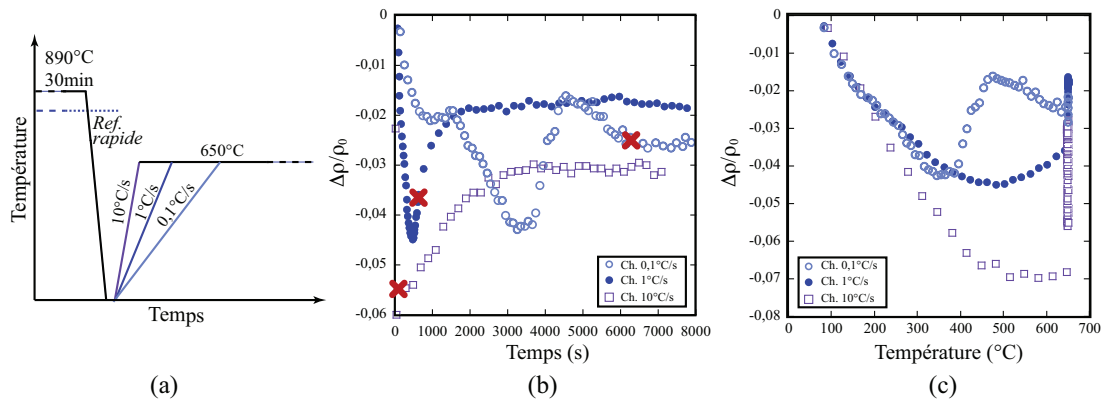 Température
890°C
30min
Ref.
rapide
650°C
10°C/s
1°C/s
0,1°C/s
Temps
(a)
Δρ/ρ0
0
-0,01
-0,02
-0,03
-0,04
-0,05
-0,06
Ch. 0,1°C/s
Ch. 1°C/s
Ch. 10°C/s
0 1000 2000 3000 4000 5000 6000 7000 8000
Temps (s)
(b)
Δρ/ρ0
0
-0,01
-0,02
-0,03
-0,04
-0,05
-0,06
-0,07
-0,08
Ch. 0,1°C/s
Ch. 1°C/s
Ch. 10°C/s
0 100 200 300 400 500 600 700
Température (°C)
(c)